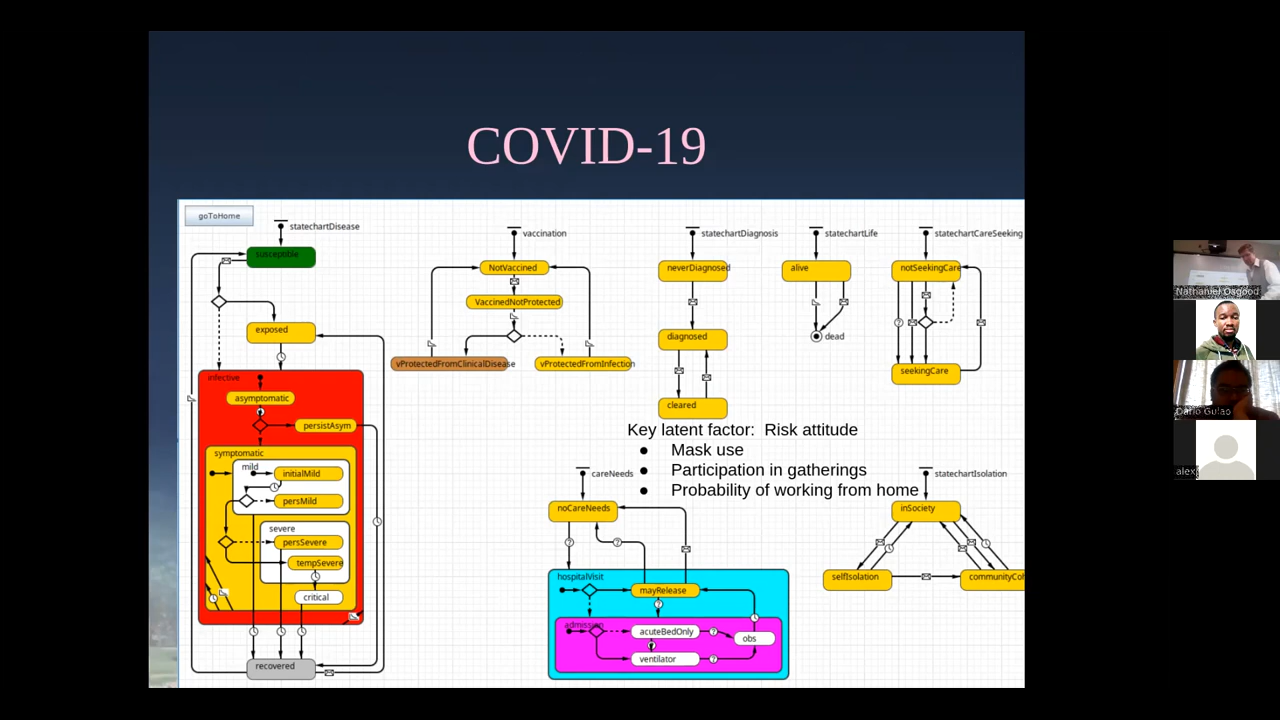 COVID-19
goToHome
statechartDisease
vaccination
statechartDiagnosis
statechartLife
statechartCareSeeking
susceptible
NotVaccined
neverDiagnosed
alive
notSeekingCare
VaccinedNotProtected
exposed
diagnosed
dead
vProtectedFromClinicalDisease
vProtectedFromInfection
seekingCare
infective
asymptomatic
cleared
persistAsym
Key latent factor: Risk attitude
● Mask use
● Participation in gatherings
● Probability of working from home
symptomatic
mild
initialMild
careNeeds
statechartIsolation
persMild
noCareNeeds
inSociety
severe
persSevere
tempSevere
hospitalVisit
selfIsolation
mayRelease
critical
admission
acuteBedOnly
obs
ventilator
recovered
Nathaniel Osgood
alex